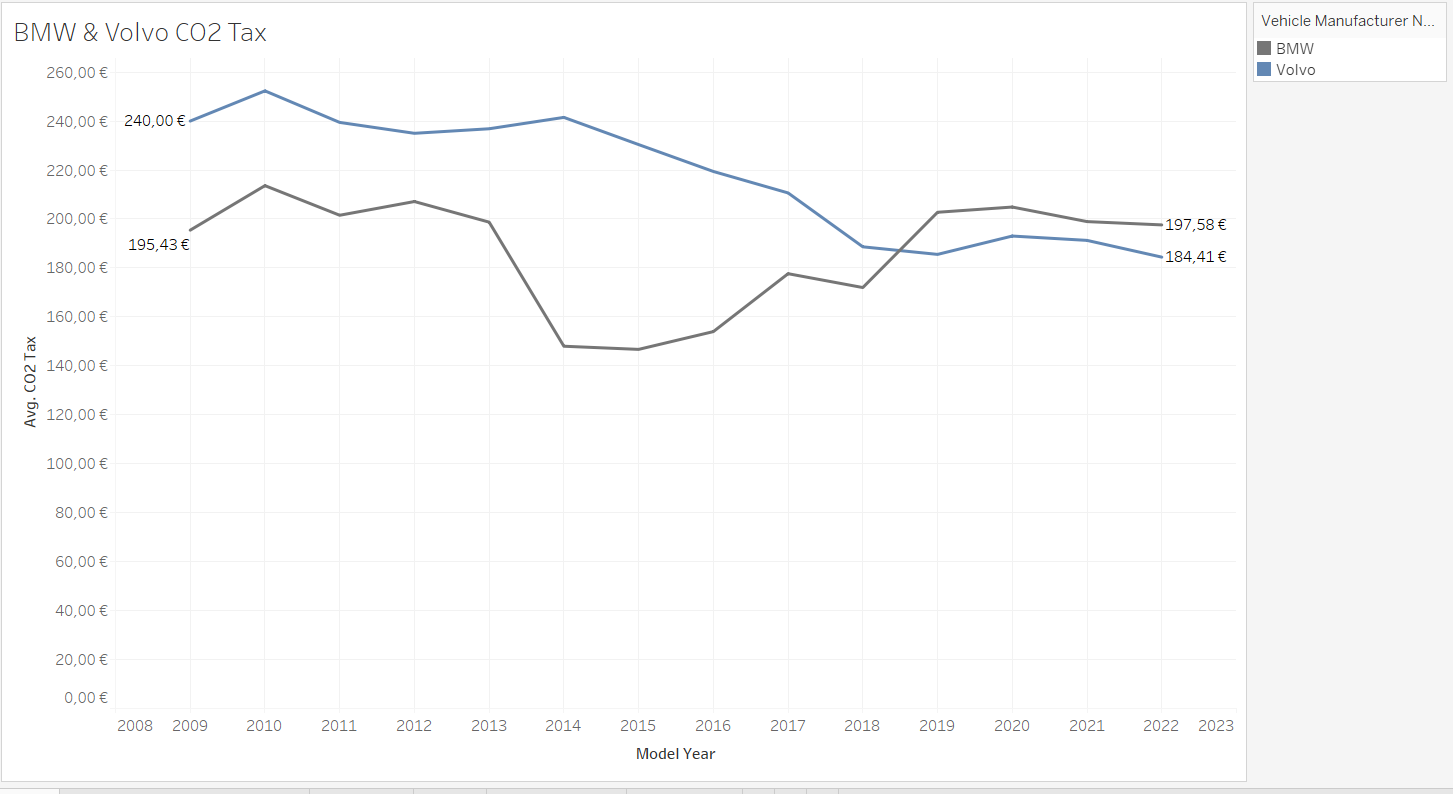 BMW & Volvo CO2 Tax
Vehicle Manufacturer N...
BMW
Volvo
Avg. CO2 Tax
260,00 €
240,00 €
220,00 €
200,00 €
180,00 €
160,00 €
140,00 €
120,00 €
100,00 €
80,00 €
60,00 €
40,00 €
20,00 €
0,00 €
240,00 €
195,43 €
197,58 €
184,41 €
2008 2009 2010 2011 2012 2013 2014 2015 2016 2017 2018 2019 2020 2021 2022 2023
Model Year